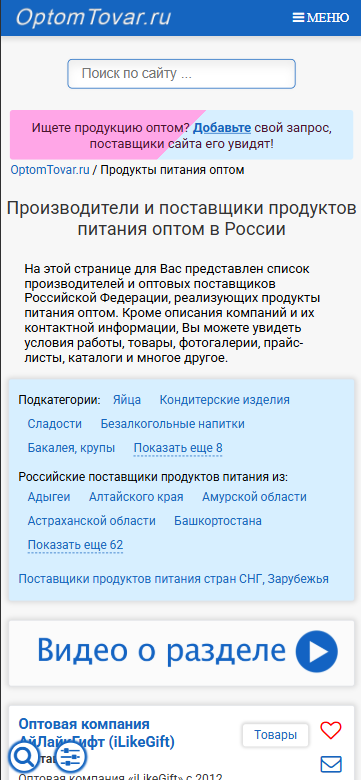 OptomTovar.ru
МЕНЮ
Поиск по сайту ...
Ищете продукцию оптом? Добавьте свой запрос,
поставщики сайта его увидят!
OptomTovar.ru / Продукты питания оптом
Производители и поставщики продуктов
питания оптом в России
На этой странице для Вас представлен список
производителей и оптовых поставщиков
Российской Федерации, реализующих продукты
питания оптом. Кроме описания компаний и их
контактной информации, Вы можете увидеть
условия работы, товары, фотогалереи, прайс-
листы, каталоги и многое другое.
Подкатегории: Яйца Кондитерские изделия
Сладости Безалкогольные напитки
Бакалея, крупы Показать еще 8
Российские поставщики продуктов питания из:
Адыгеи Алтайского края Амурской области
Астраханской области Башкортостана
Показать еще 62
Поставщики продуктов питания стран СНГ, Зарубежья
Видео о разделе
Оптовая компания
АйЛайкГифт (iLikeGift)
Товары
Оптовая компания «iLikeGift» с 2012